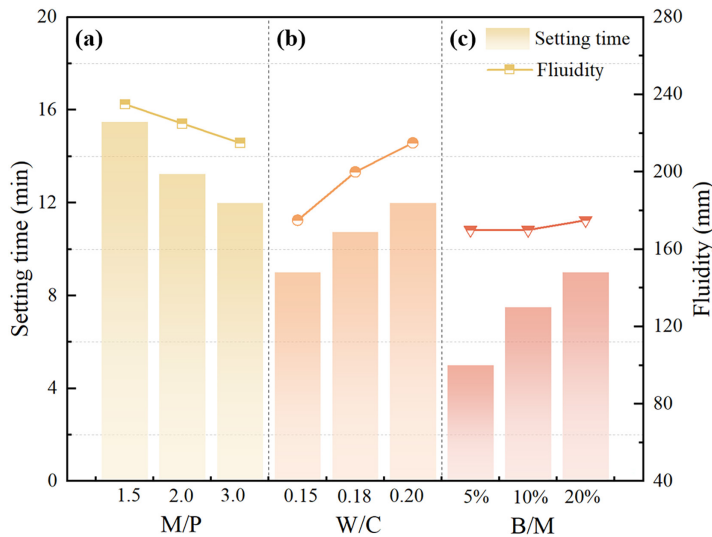 (a)
(b)
(c)
Setting time
Fliuidity
20
16
12
8
4
0
Setting time (min)
280
240
200
160
120
80
40
Fluidity (mm)
1.5 2.0 3.0 0.15 0.18 0.20 5% 10% 20%
M/P W/C B/M